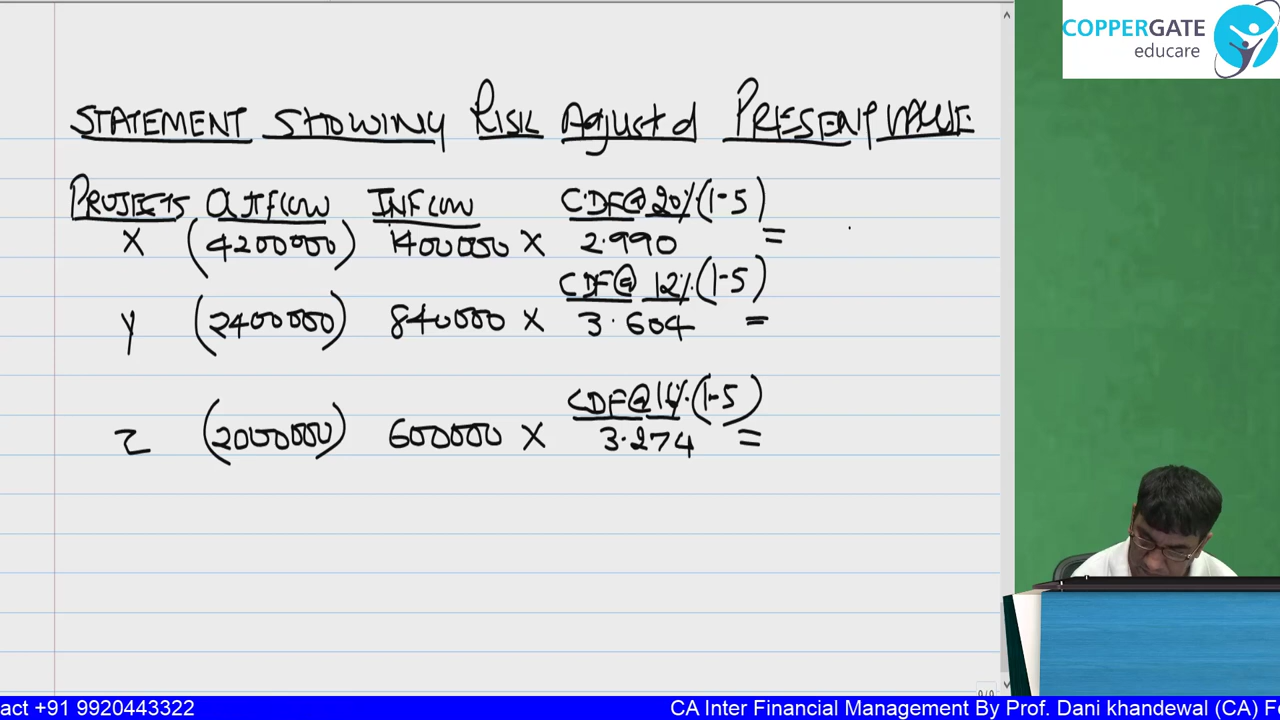 COPPERGATE
educare
STATEMENT SHOWING RISK Adjustd PRESENT VALUE
PROJECTS OUTFLOW INFLOW CDF@20%(1-5)
X (4200000) 1400000 X 2.990 =
CDF@ 12%(1-5)
Y (2400000) 840000 X 3.604 =
CDF@ (1-5)
Z (2000000) 600000 X 3.274 =
act +91 9920443322 CA Inter Financial Management By Prof. Dani khandewal (CA) Fo